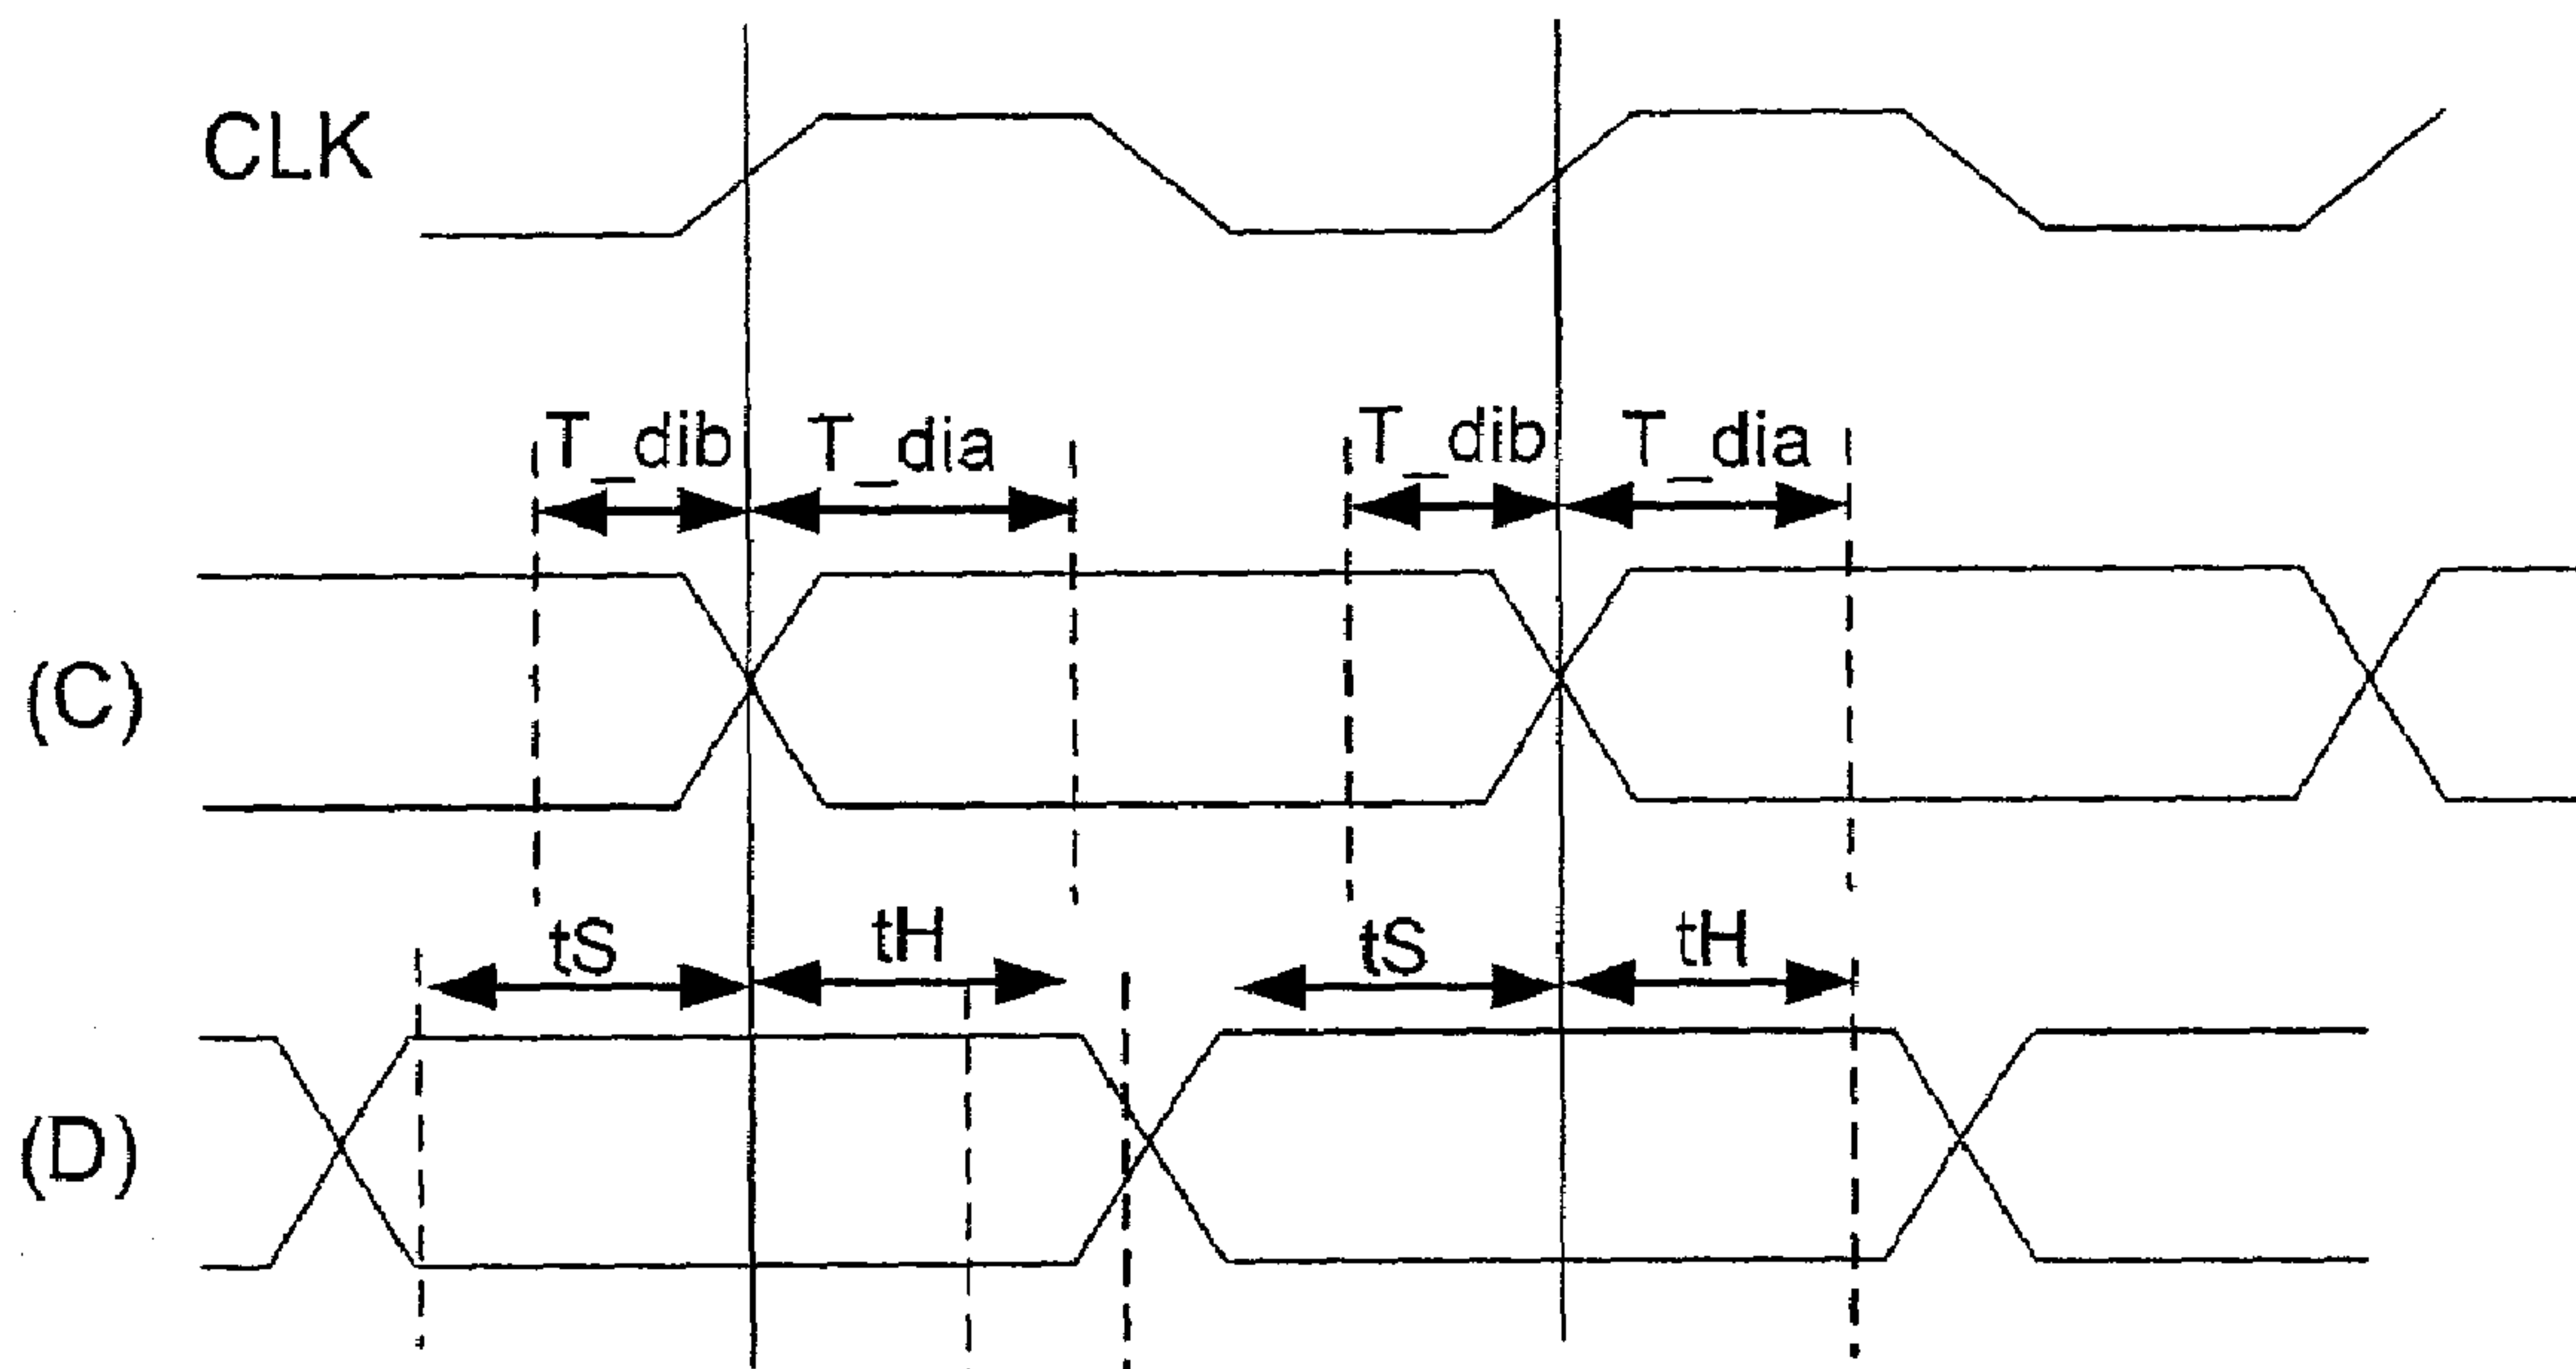 CLK
T_dib T_dia T_dib T_dia
(C)
tS tH tS tH
(D)